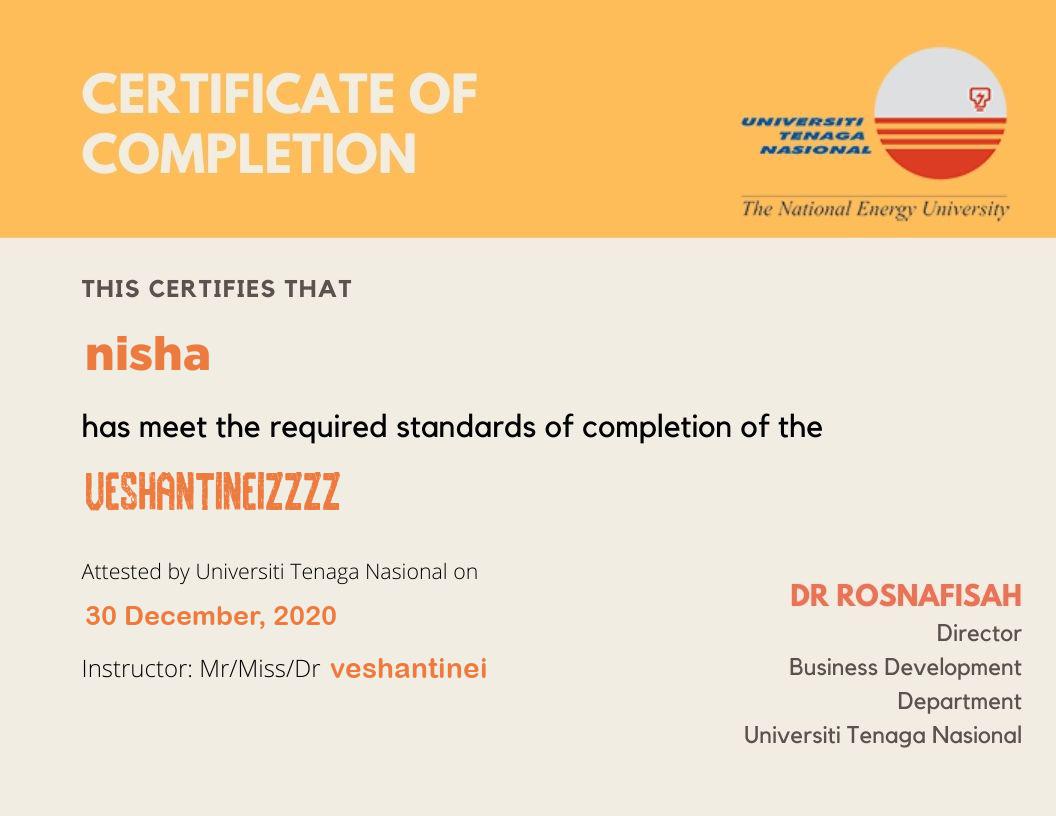 CERTIFICATE OF
COMPLETION
UNIVERSITI
TENAGA
NASIONAL
The National Energy University
THIS CERTIFIES THAT
nisha
has meet the required standards of completion of the
VESHANTINEIZZZZ
Attested by Universiti Tenaga Nasional on
30 December, 2020
Instructor: Mr/Miss/Dr veshantinei
DR ROSNAFISAH
Director
Business Development
Department
Universiti Tenaga Nasional